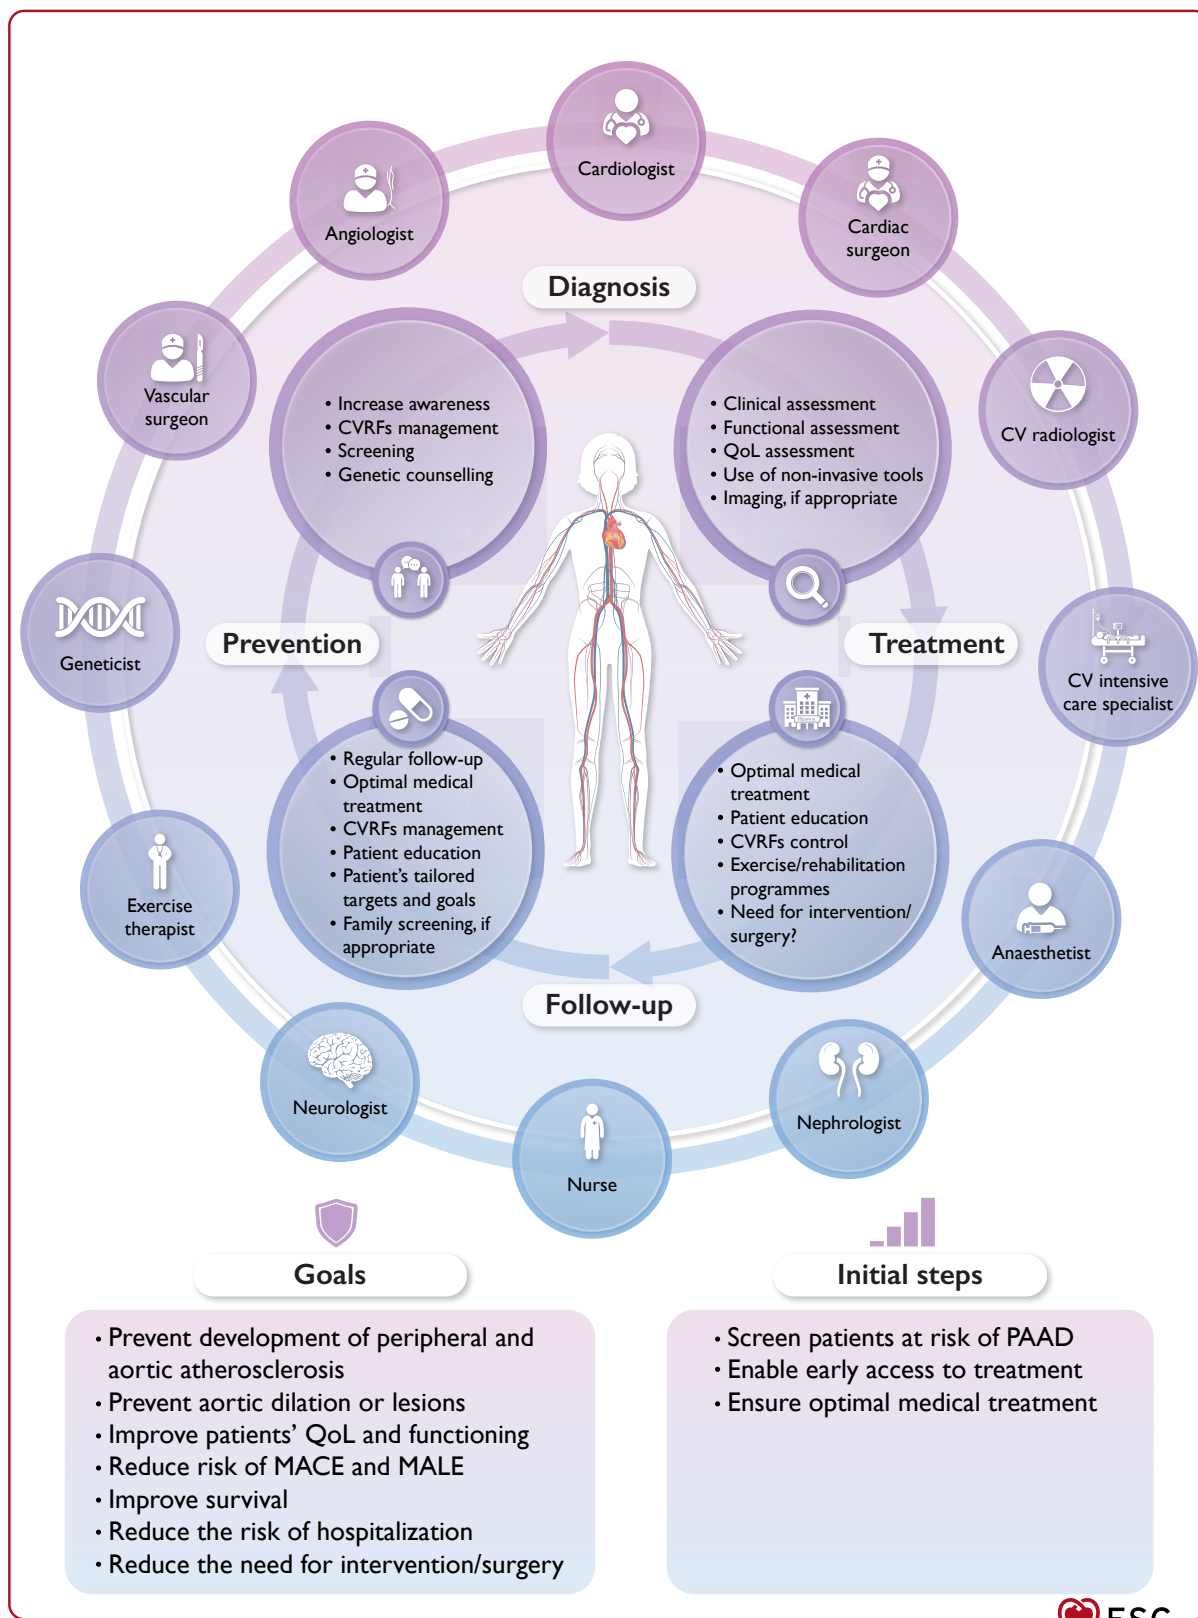 Cardiologist
Angiologist
Cardiac
surgeon
Diagnosis
Vascular
surgeon
• Increase awareness
• CVRFs management
• Screening
• Genetic counselling
• Clinical assessment
• Functional assessment
• QoL assessment
• Use of non-invasive tools
• Imaging, if appropriate
CV radiologist
Geneticist
Prevention
Treatment
CV intensive
care specialist
• Regular follow-up
• Optimal medical
treatment
• CVRFs management
• Patient education
• Patient's tailored
targets and goals
• Family screening, if
appropriate
HOSPITAL
• Optimal medical
treatment
• Patient education
• CVRFs control
• Exercise/rehabilitation
programmes
• Need for intervention/
surgery?
Exercise
therapist
Anaesthetist
Follow-up
Neurologist
Nephrologist
Nurse
Goals
• Prevent development of peripheral and
aortic atherosclerosis
• Prevent aortic dilation or lesions
• Improve patients' QoL and functioning
• Reduce risk of MACE and MALE
• Improve survival
• Reduce the risk of hospitalization
• Reduce the need for intervention/surgery
Initial steps
• Screen patients at risk of PAAD
• Enable early access to treatment
• Ensure optimal medical treatment
ESC